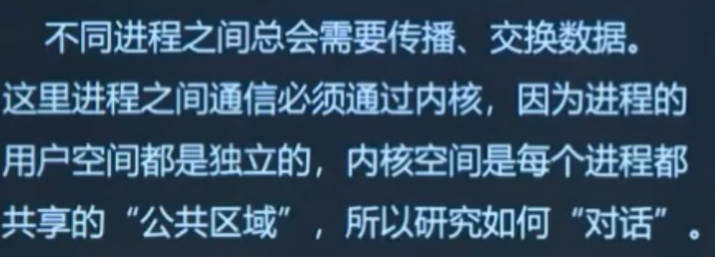 不同进程之间总会需要传播、交换数据。
这里进程之间通信必须通过内核，因为进程的
用户空间都是独立的，内核空间是每个进程都
共享的“公共区域”，所以研究如何“对话”。